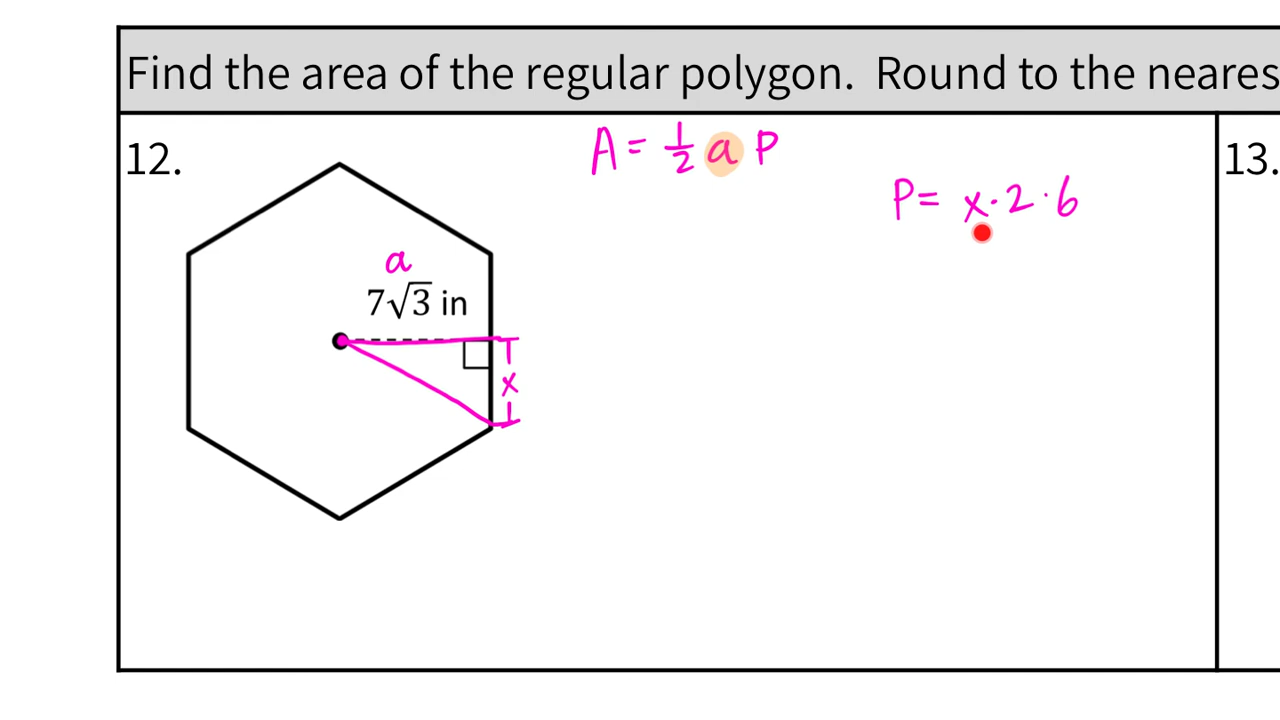 Find the area of the regular polygon. Round to the neares
12.
A = 1/2 a P
13.
P = x · 2 · 6
a
7√3 in
x